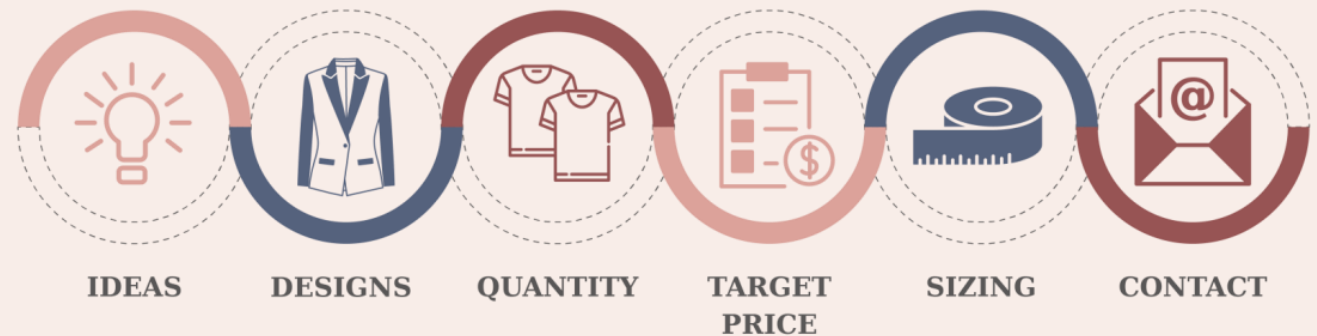 @
$
IDEAS
DESIGNS
QUANTITY
TARGET
PRICE
SIZING
CONTACT